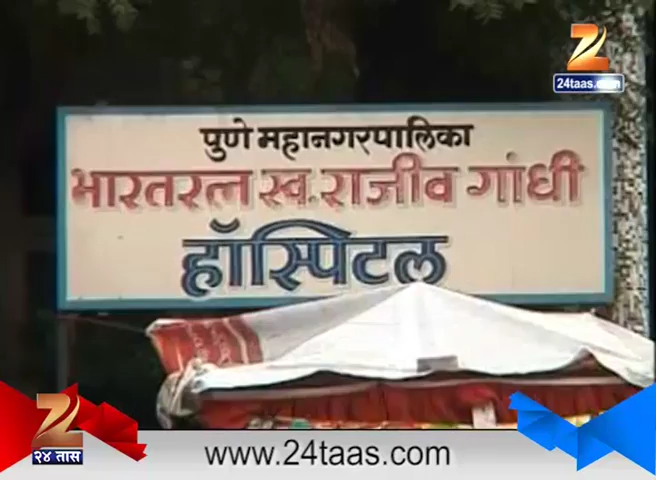 24taas.com
पुणे महानगरपालिका
भारतरत्न स्व. राजीव गांधी
हॉस्पिटल
२४ तास
www.24taas.com